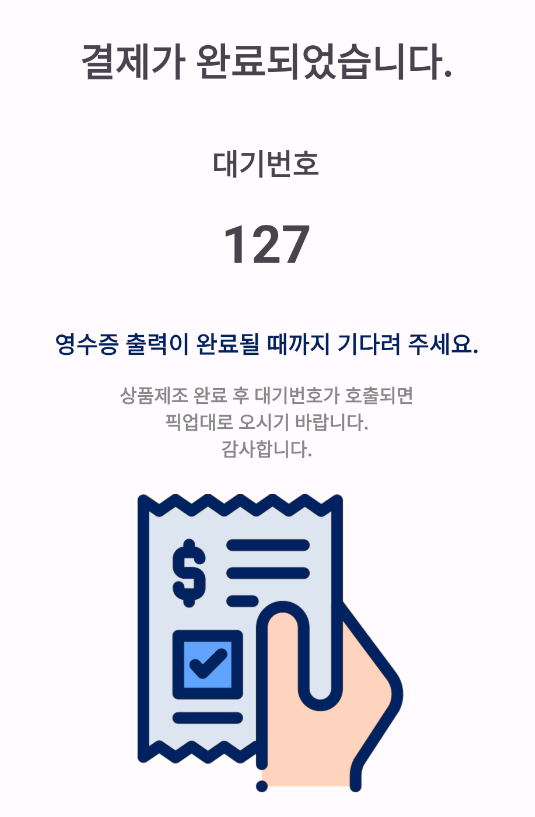 결제가 완료되었습니다.
대기번호
127
영수증 출력이 완료될 때까지 기다려 주세요.
상품제조 완료 후 대기번호가 호출되면
픽업대로 오시기 바랍니다.
감사합니다.
$